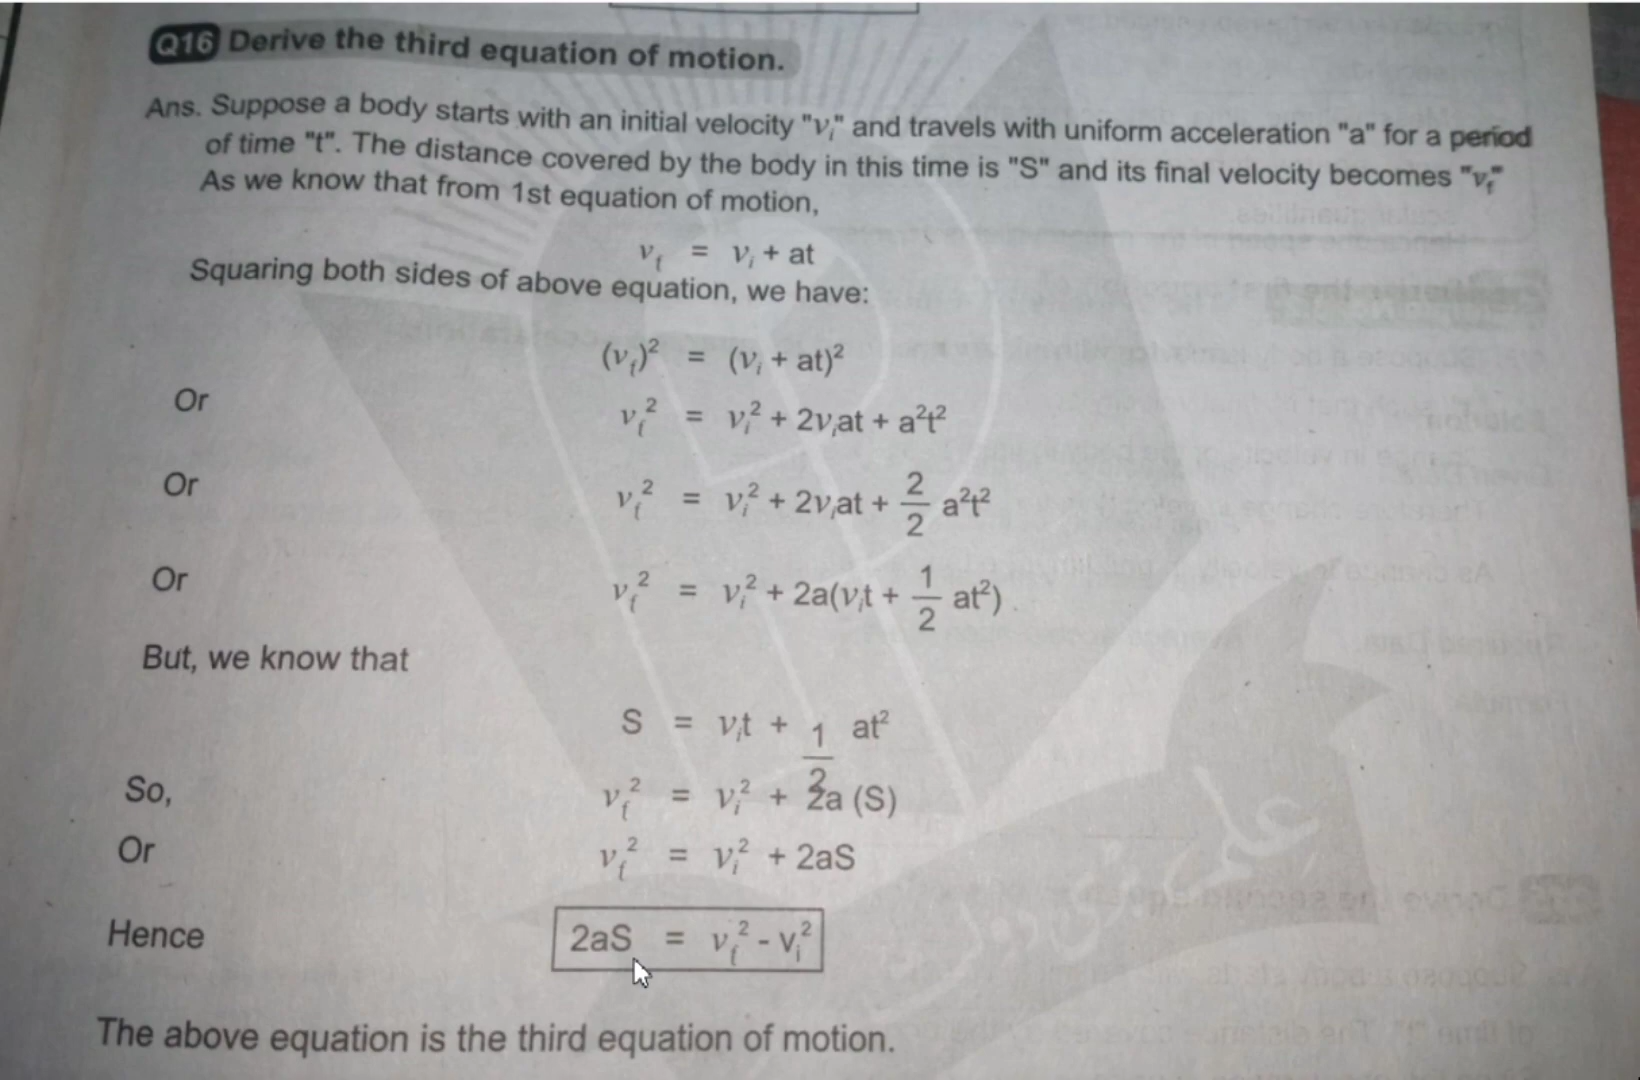 Q16 Derive the third equation of motion.
Ans. Suppose a body starts with an initial velocity "vᵢ" and travels with uniform acceleration "a" for a period
of time "t". The distance covered by the body in this time is "S" and its final velocity becomes "v_f"
As we know that from 1st equation of motion,
v_f = vᵢ + at
Squaring both sides of above equation, we have:
(v_f)² = (vᵢ + at)²
Or v_f² = vᵢ² + 2vᵢat + a²t²
Or v_f² = vᵢ² + 2vᵢat + 2/2 a²t²
Or v_f² = vᵢ² + 2a(vᵢt + 1/2 at²)
But, we know that
S = vᵢt + 1/2 at²
So, v_f² = vᵢ² + 2a (S)
Or v_f² = vᵢ² + 2aS
Hence 2aS = v_f² - vᵢ²
The above equation is the third equation of motion.